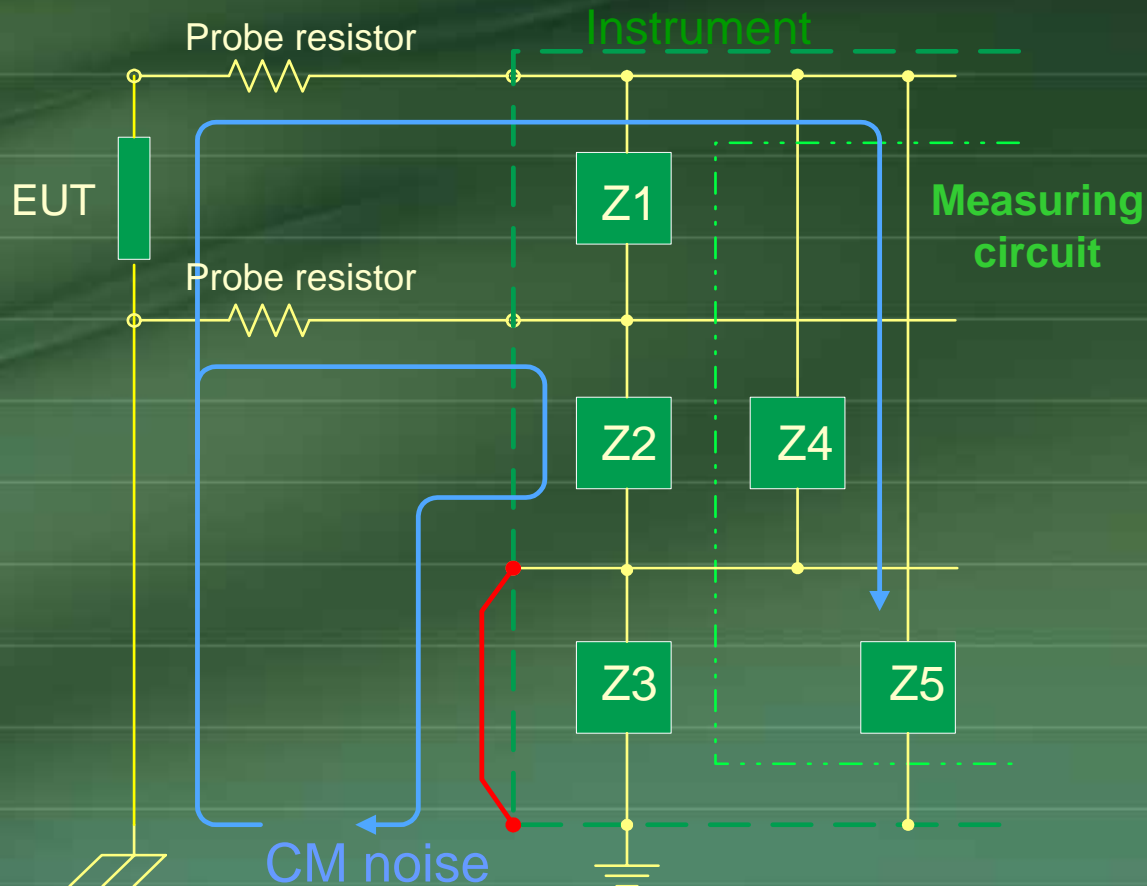 Instrument
Probe resistor
EUT
Z1
Measuring
circuit
Probe resistor
Z2
Z4
Z3
Z5
CM noise